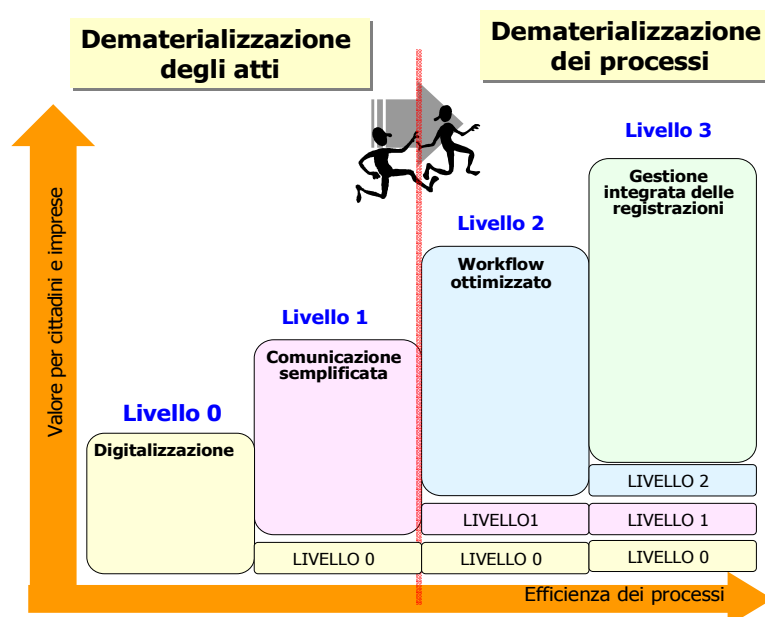 Dematerializzazione
degli atti
Dematerializzazione
dei processi
Livello 3
Gestione
integrata delle
registrazioni
Livello 2
Workflow
ottimizzato
Livello 1
Comunicazione
semplificata
Livello 0
Digitalizzazione
Valore per cittadini e imprese
LIVELLO 2
LIVELLO1
LIVELLO 1
LIVELLO 0
LIVELLO 0
LIVELLO 0
Efficienza dei processi